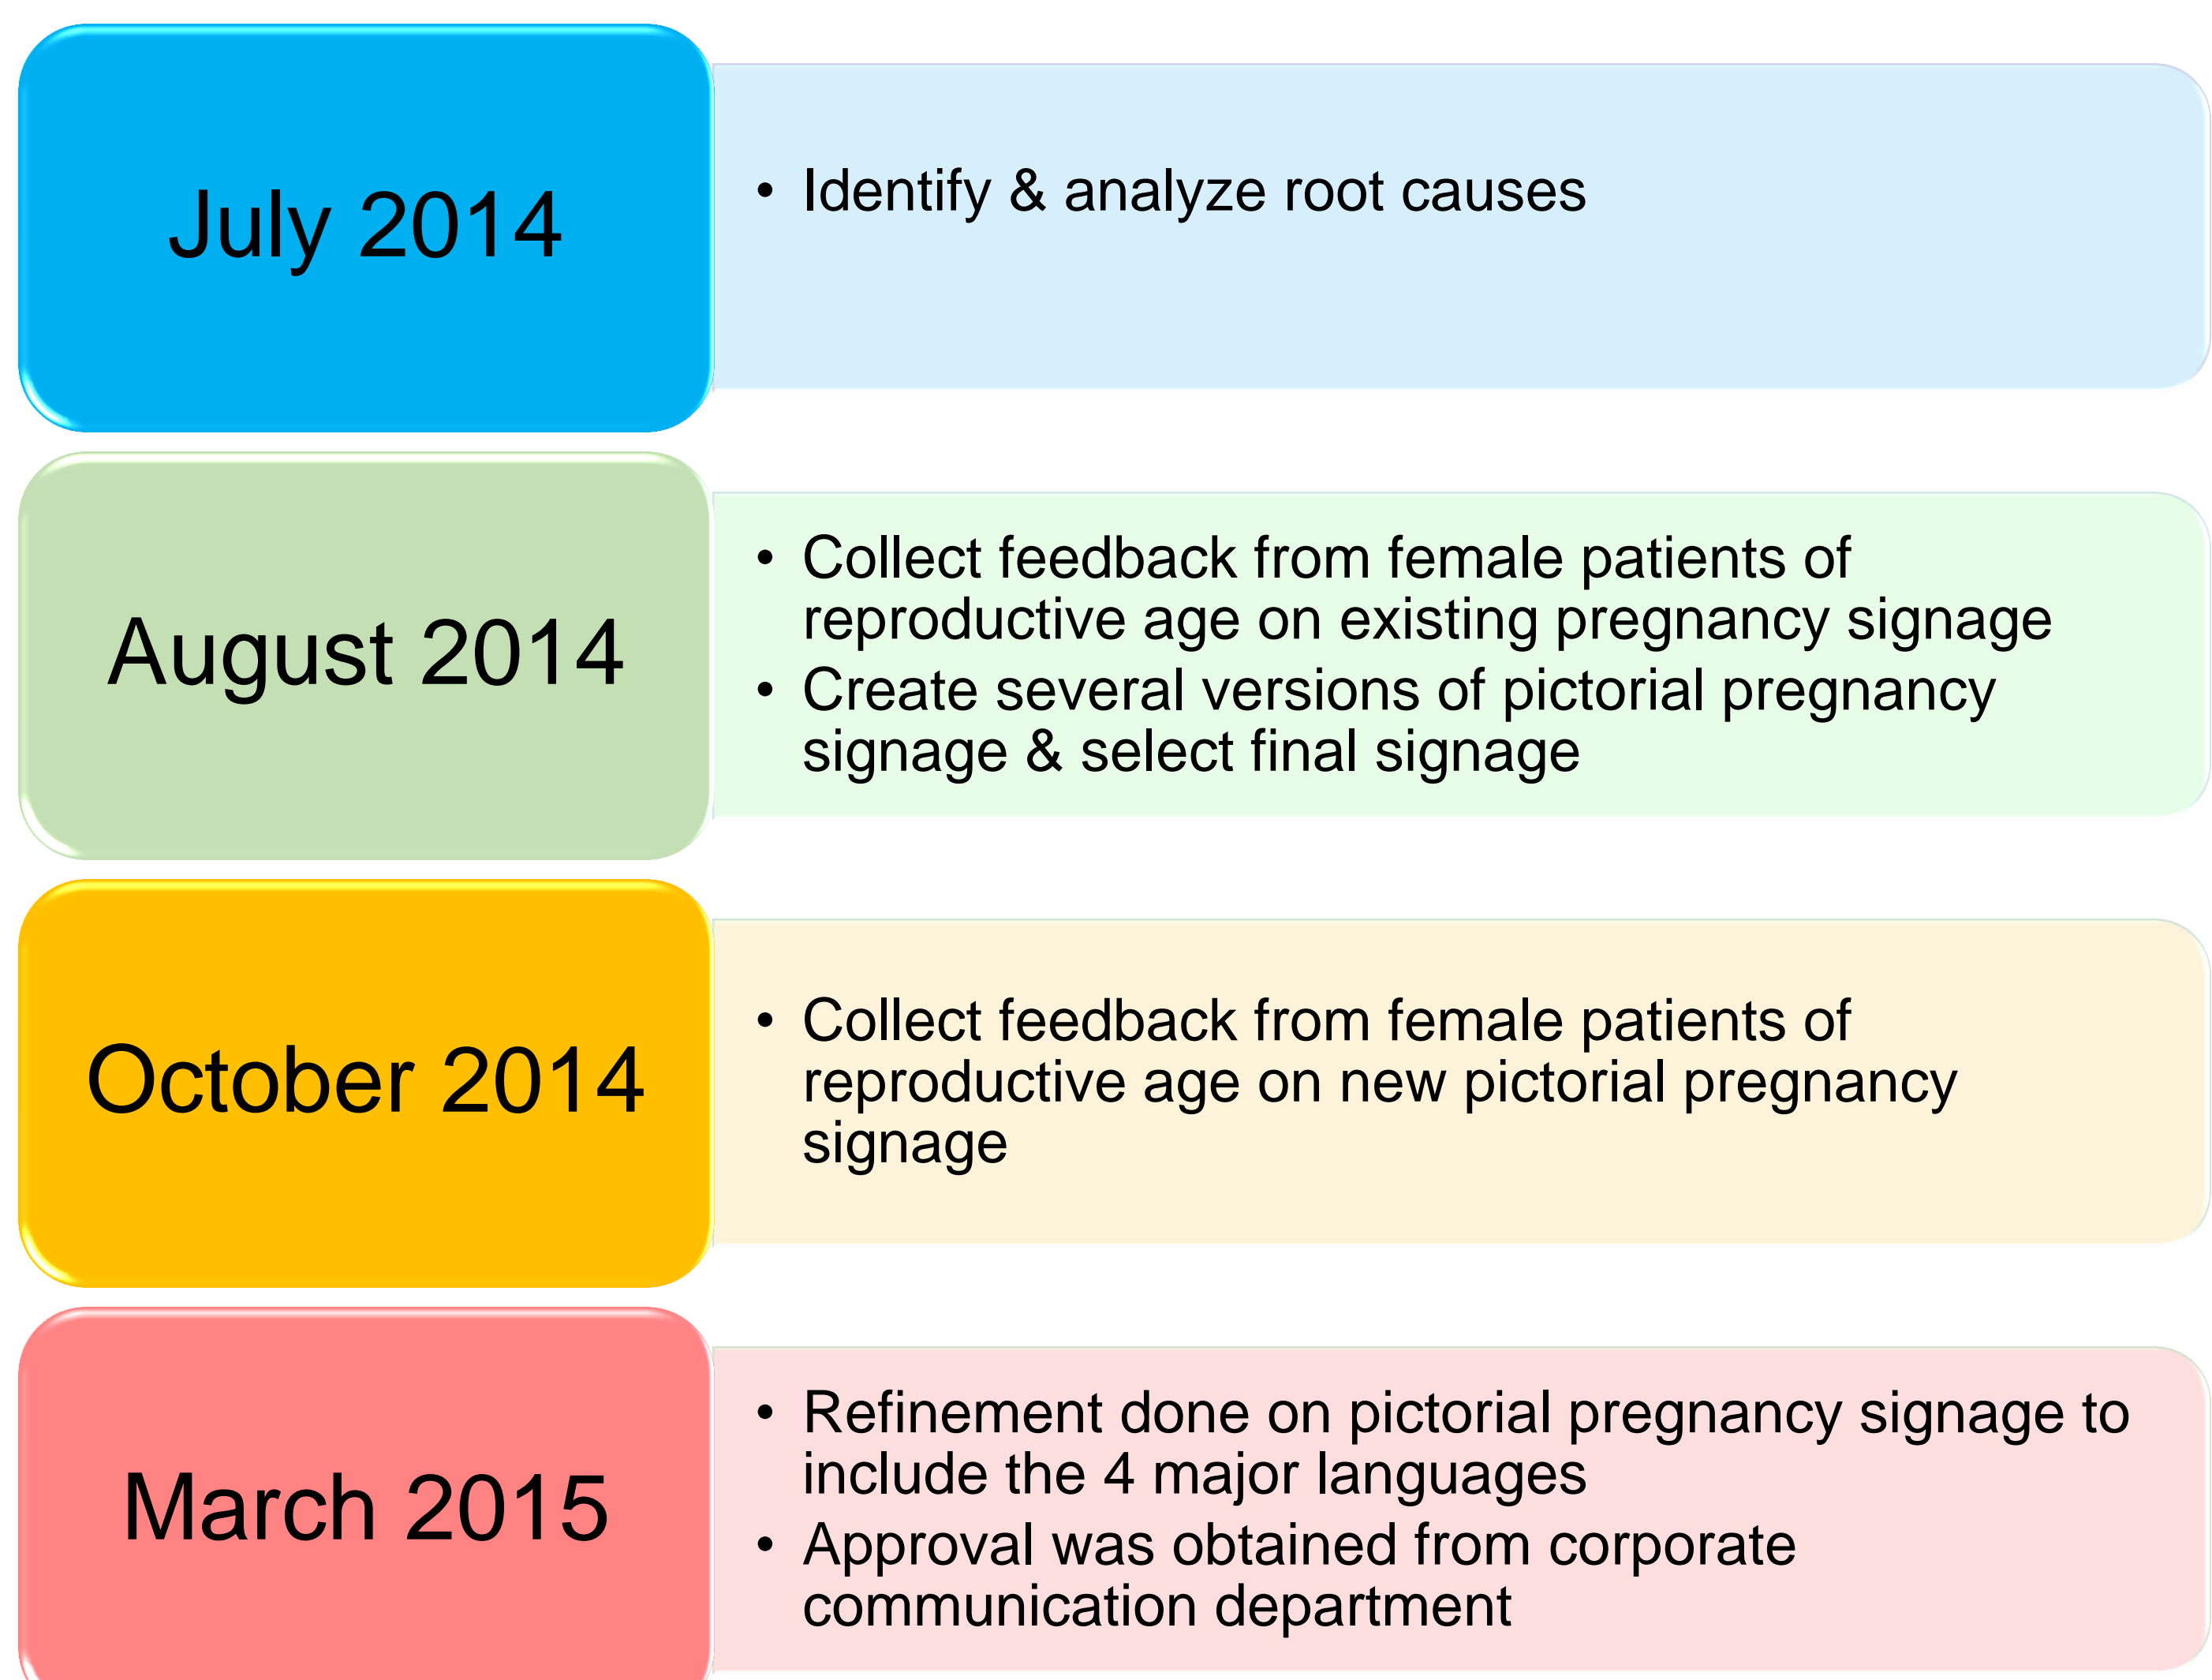 July 2014
• Identify & analyze root causes
August 2014
• Collect feedback from female patients of
reproductive age on existing pregnancy signage
• Create several versions of pictorial pregnancy
signage & select final signage
October 2014
• Collect feedback from female patients of
reproductive age on new pictorial pregnancy
signage
March 2015
• Refinement done on pictorial pregnancy signage to
include the 4 major languages
• Approval was obtained from corporate
communication department